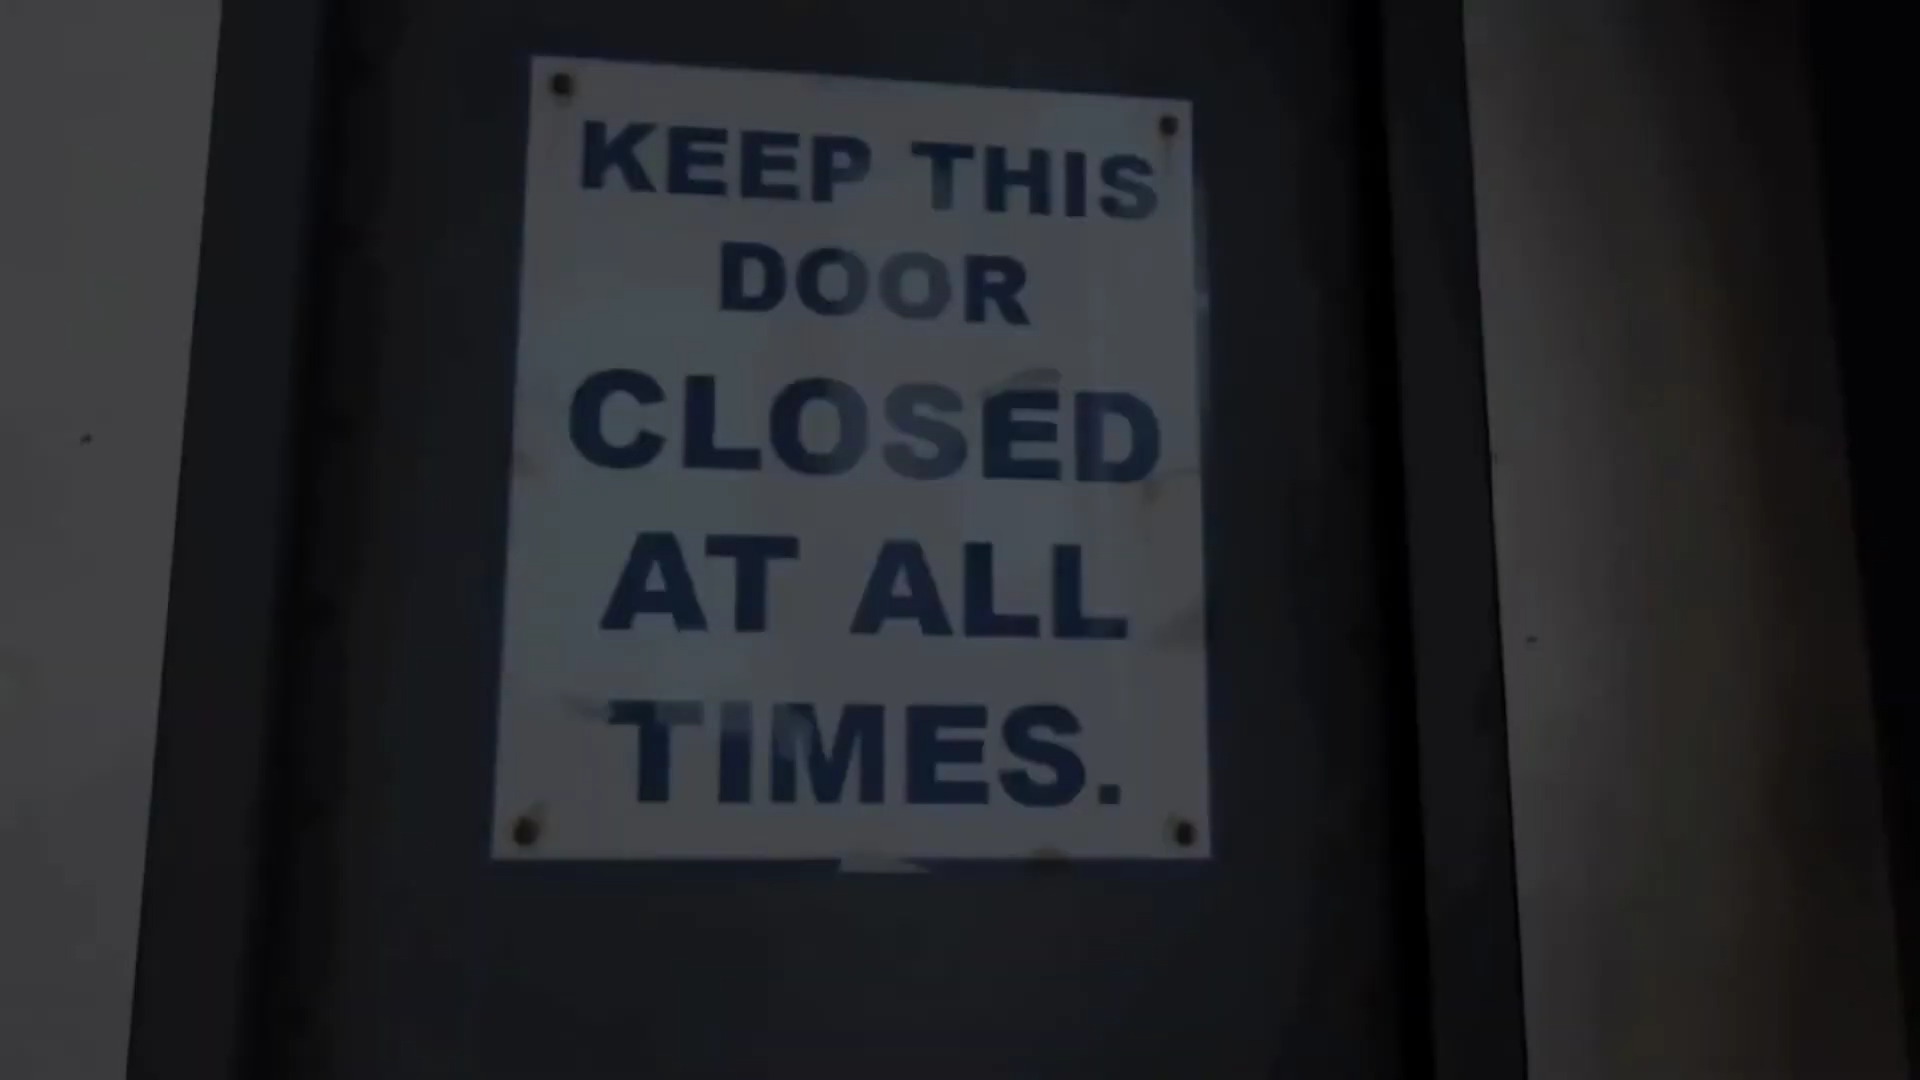 KEEP THIS
DOOR
CLOSED
AT ALL
TIMES.